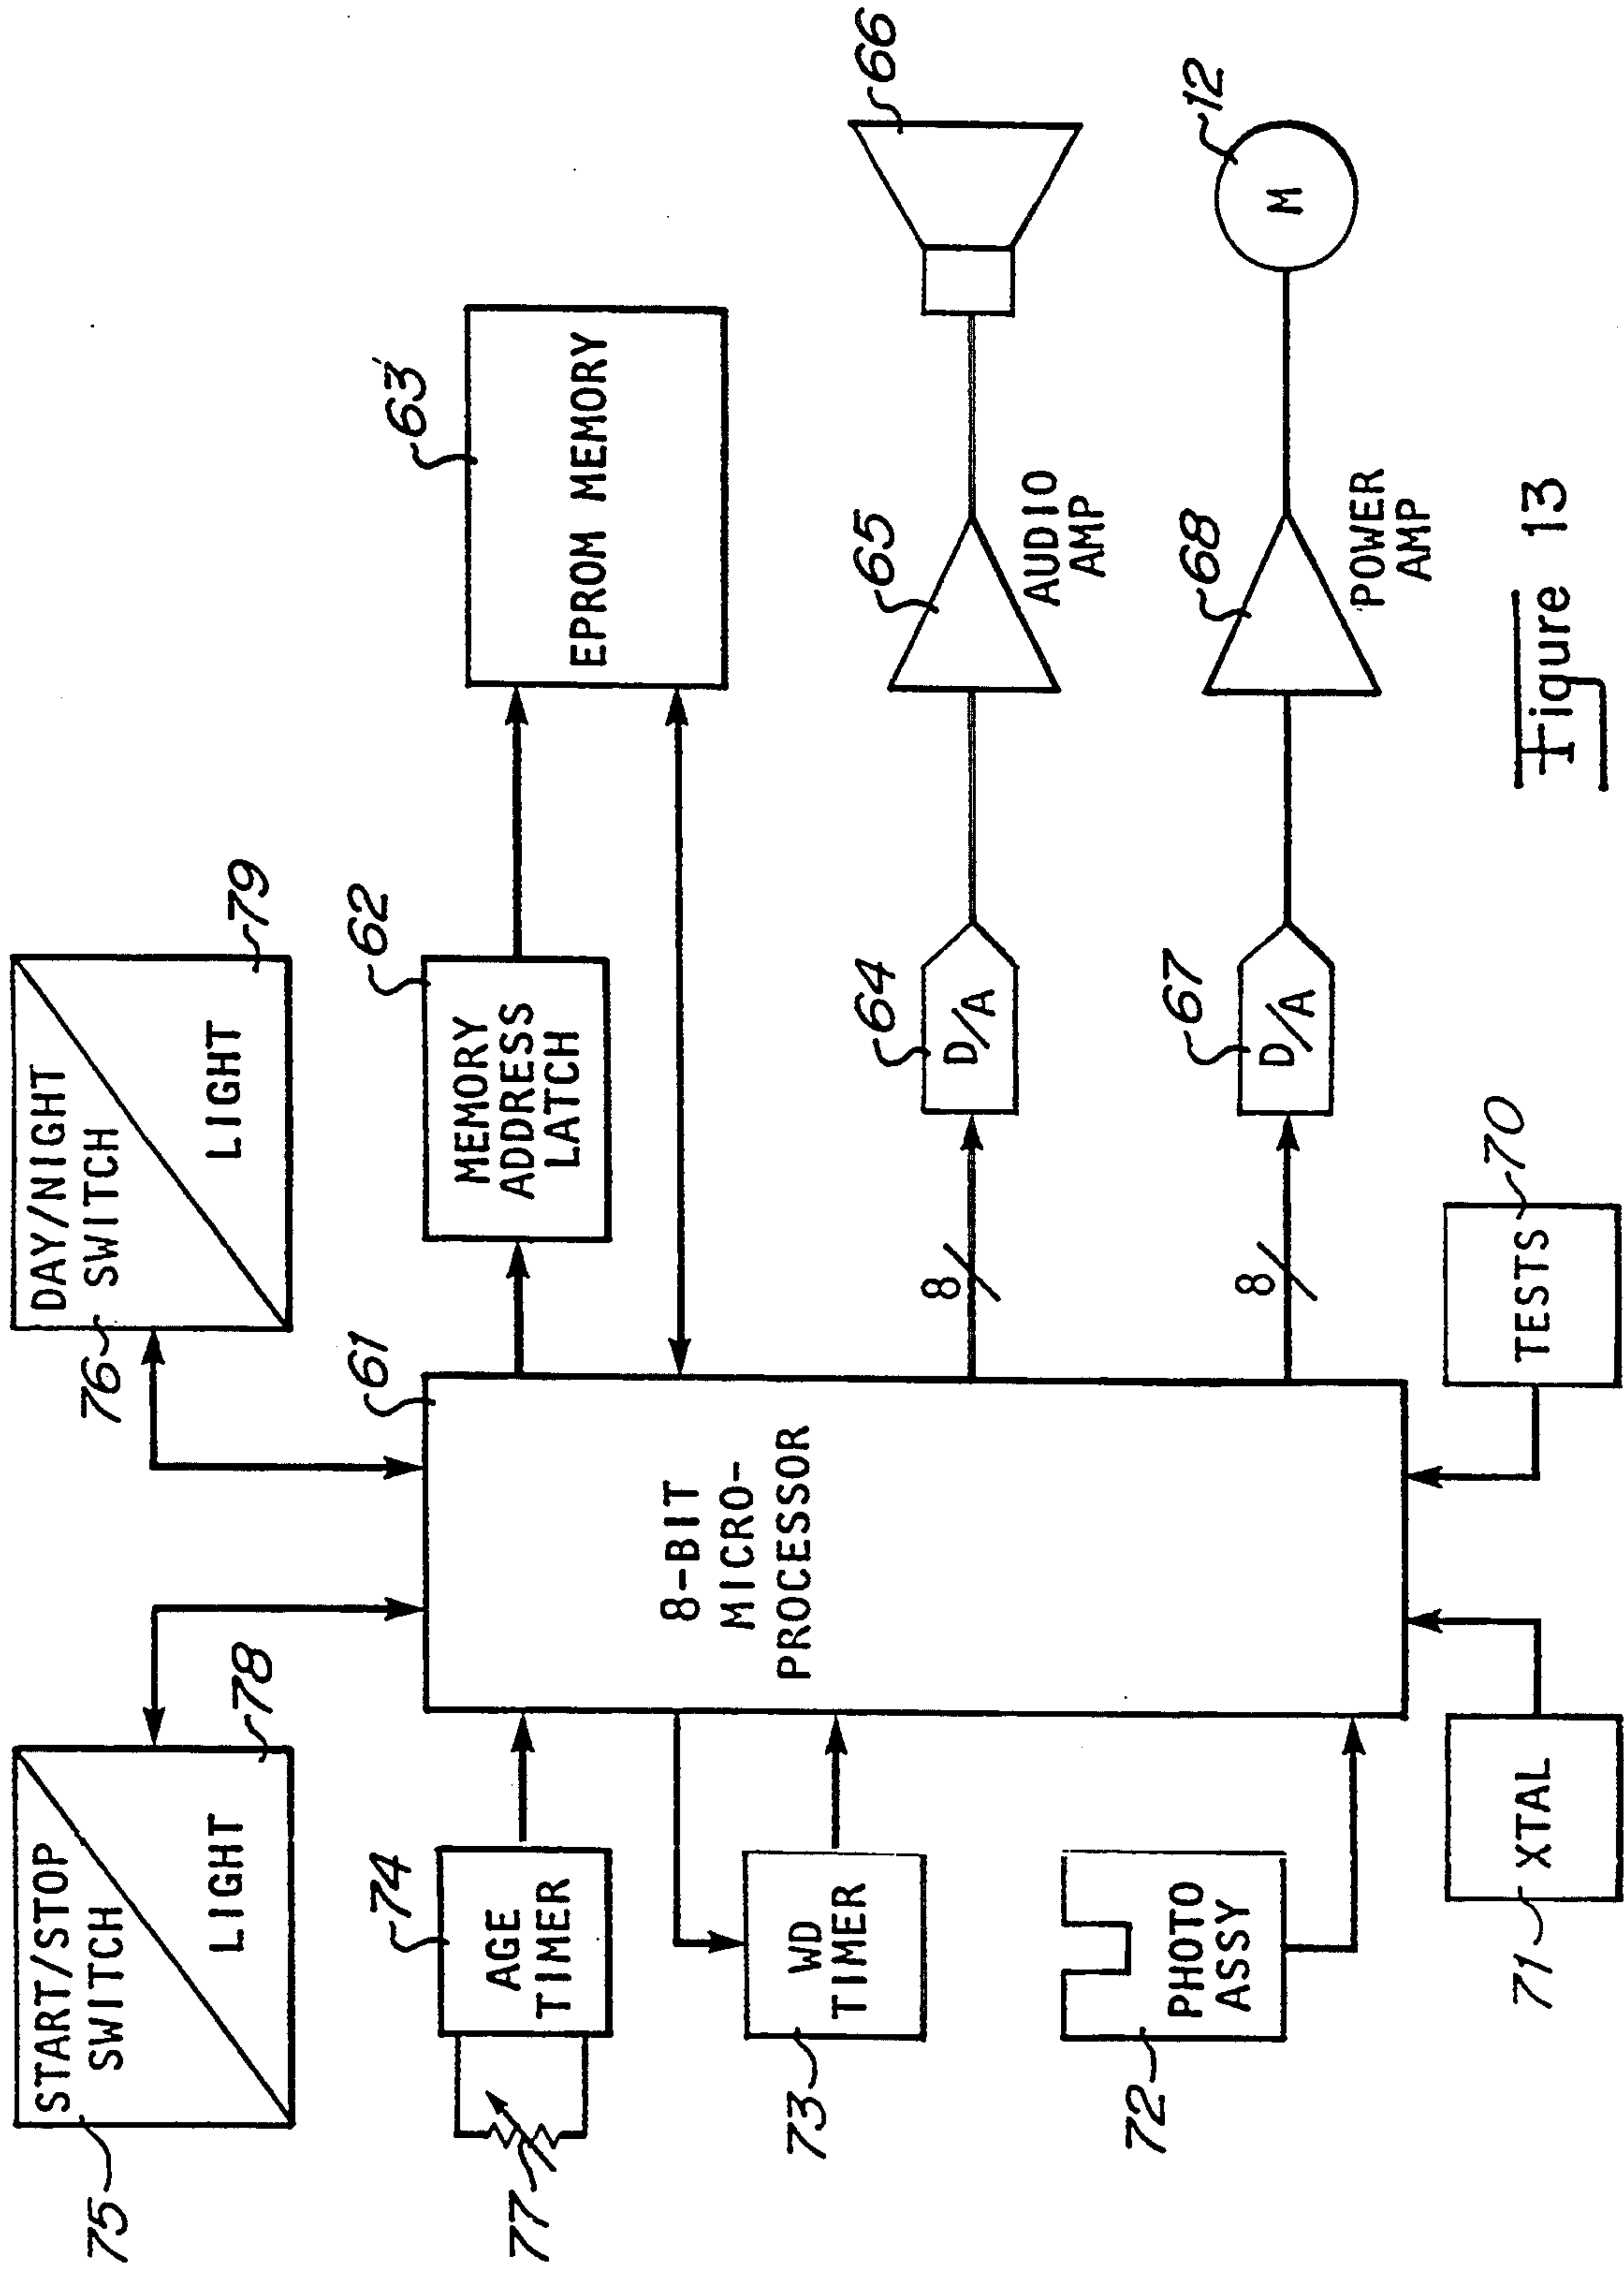 75
START/STOP
SWITCH
LIGHT
78
76
DAY/NIGHT
SWITCH
LIGHT
79
77
74
AGE
TIMER
61
8-BIT
MICRO-
PROCESSOR
62
MEMORY
ADDRESS
LATCH
63
EPROM MEMORY
73
WD
TIMER
8
64
D/A
65
AUDIO
AMP
66
72
PHOTO
ASSY
8
67
D/A
68
POWER
AMP
M
12
71
XTAL
TESTS
70
Figure 13